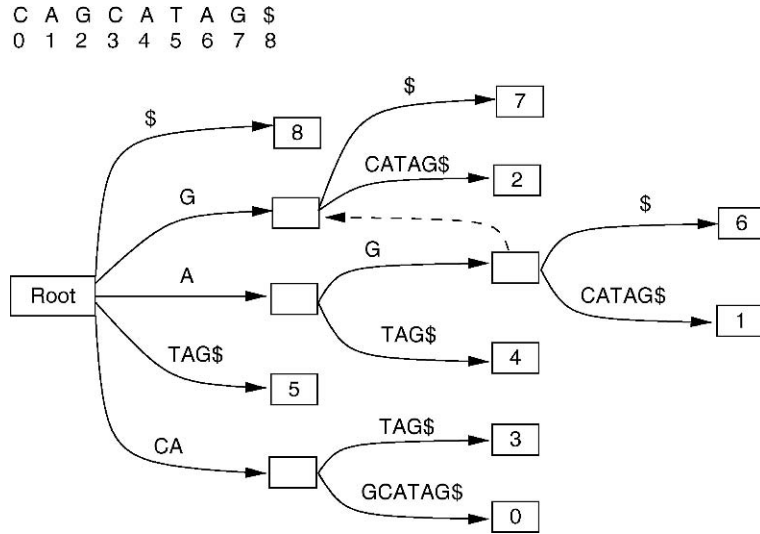 C A G C A T A G $
0 1 2 3 4 5 6 7 8
$
7
$
8
CATAG$
2
G
$
6
G
Root
A
CATAG$
1
TAG$
4
TAG$
5
TAG$
3
CA
GCATAG$
0